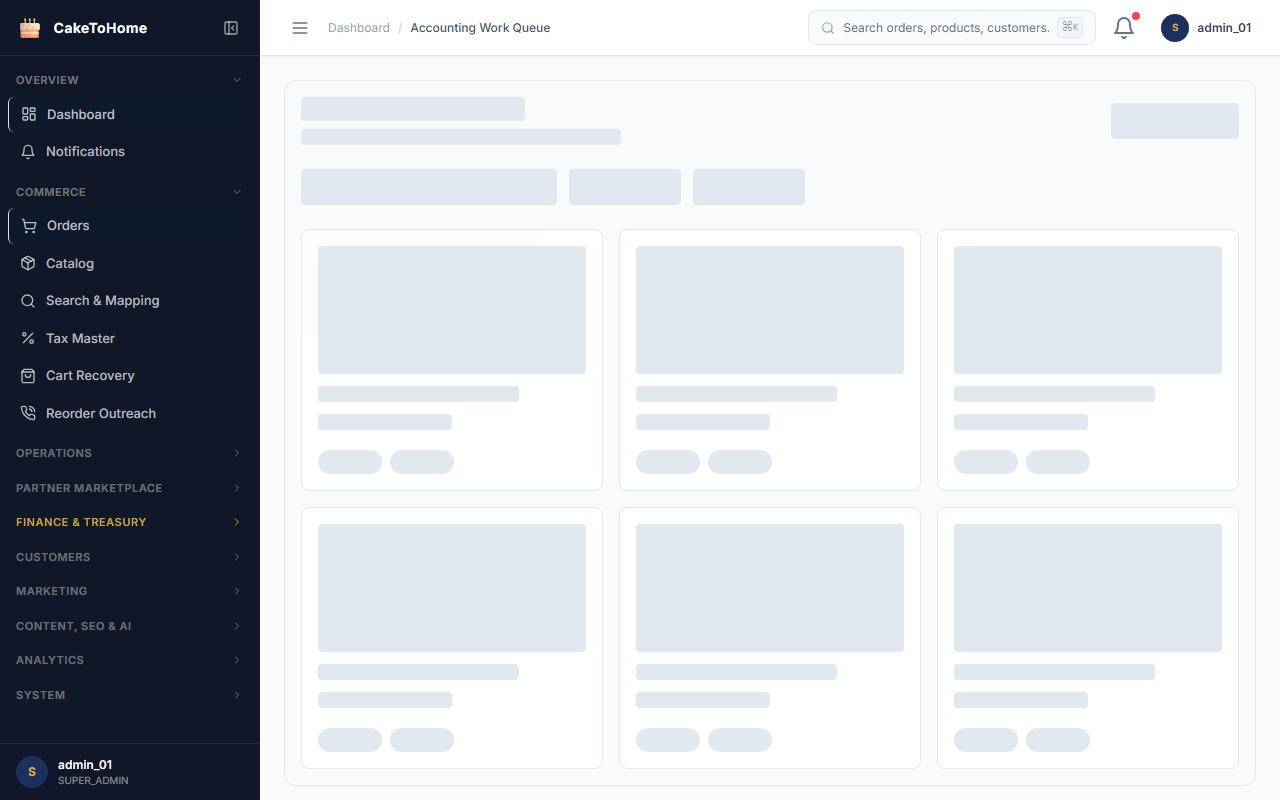 CakeToHome
OVERVIEW
Dashboard
Notifications
COMMERCE
Orders
Catalog
Search & Mapping
Tax Master
Cart Recovery
Reorder Outreach
OPERATIONS
PARTNER MARKETPLACE
FINANCE & TREASURY
CUSTOMERS
MARKETING
CONTENT, SEO & AI
ANALYTICS
SYSTEM
S
admin_01
SUPER_ADMIN
Dashboard / Accounting Work Queue
Search orders, products, customers. ⌘K
S
admin_01